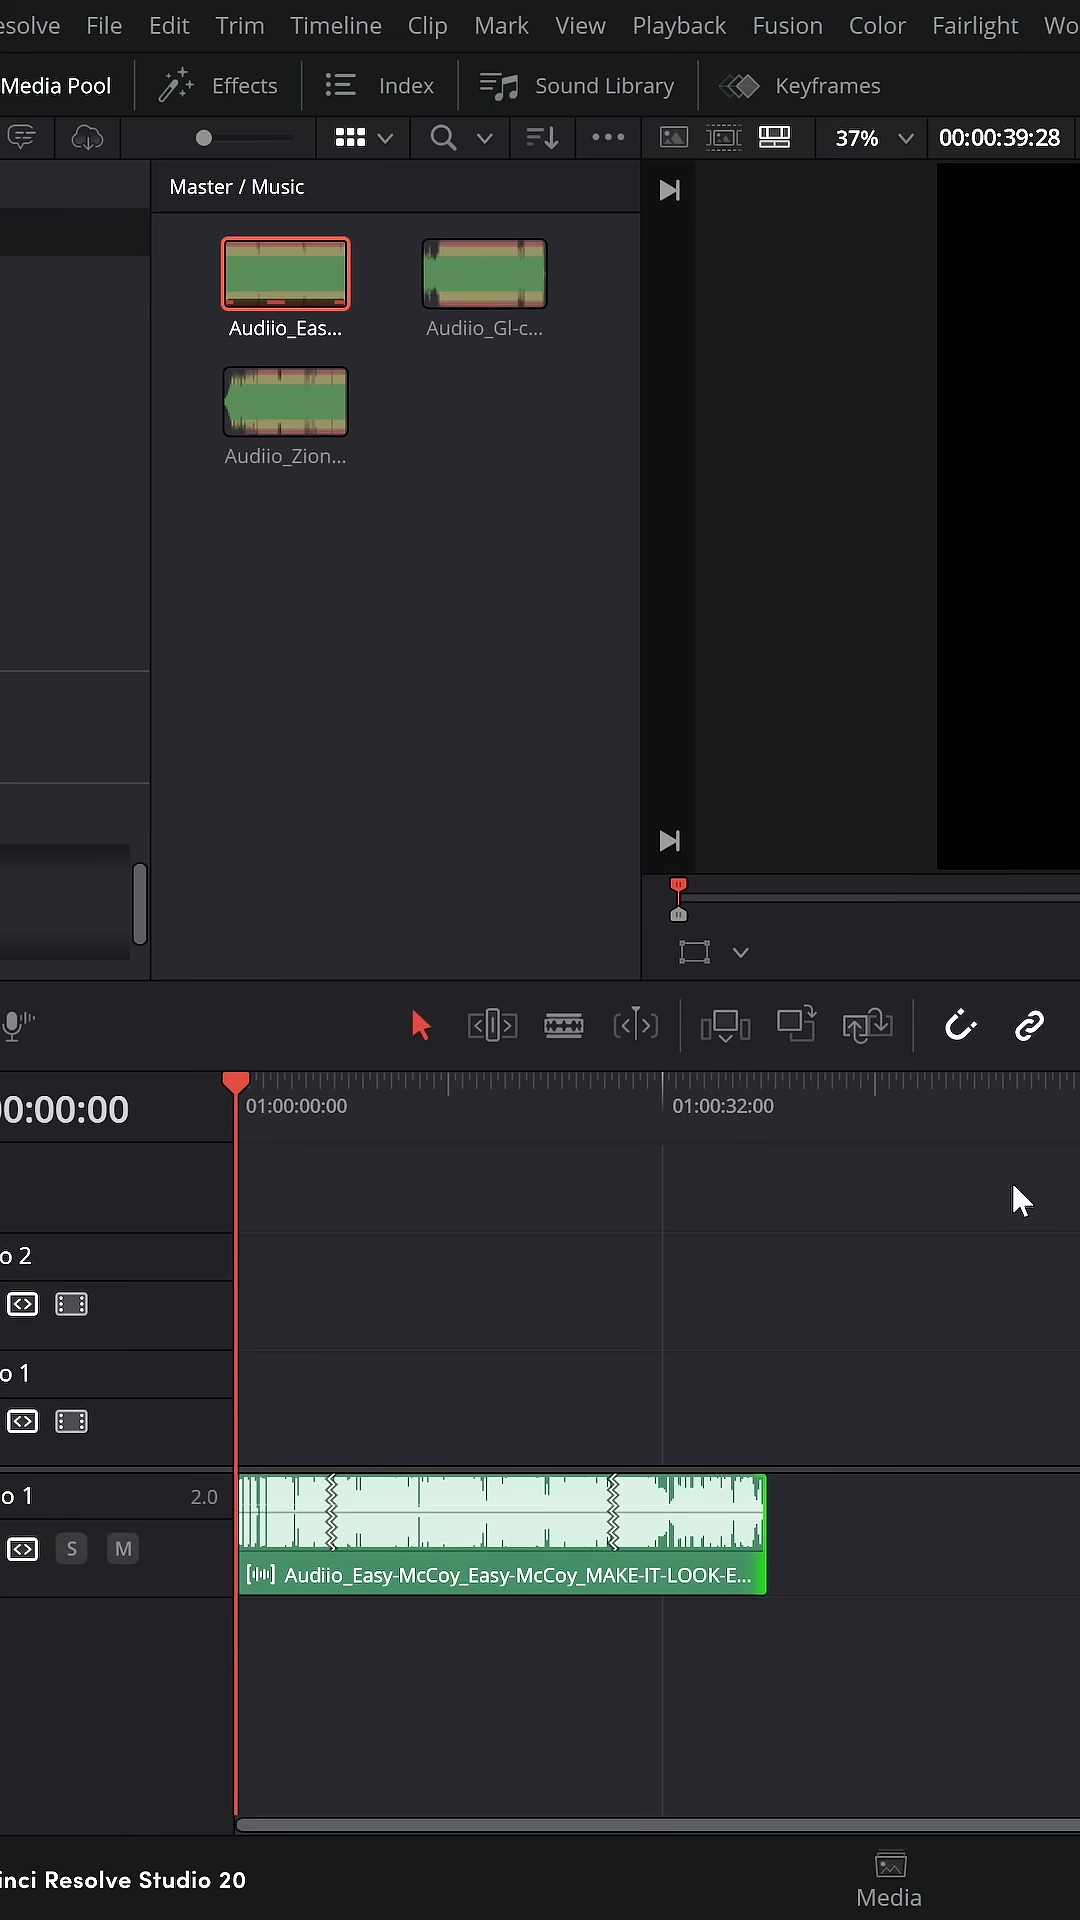 esolve File Edit Trim Timeline Clip Mark View Playback Fusion Color Fairlight Wo
Media Pool Effects Index Sound Library Keyframes
37% 00:00:39:28
Master / Music
Audiio_Eas... Audiio_Gl-c...
Audiio_Zion...
00:00:00 01:00:00:00 01:00:32:00
o 2
o 1
o 1 2.0
S M
Audiio_Easy-McCoy_Easy-McCoy_MAKE-IT-LOOK-E...
inci Resolve Studio 20
Media